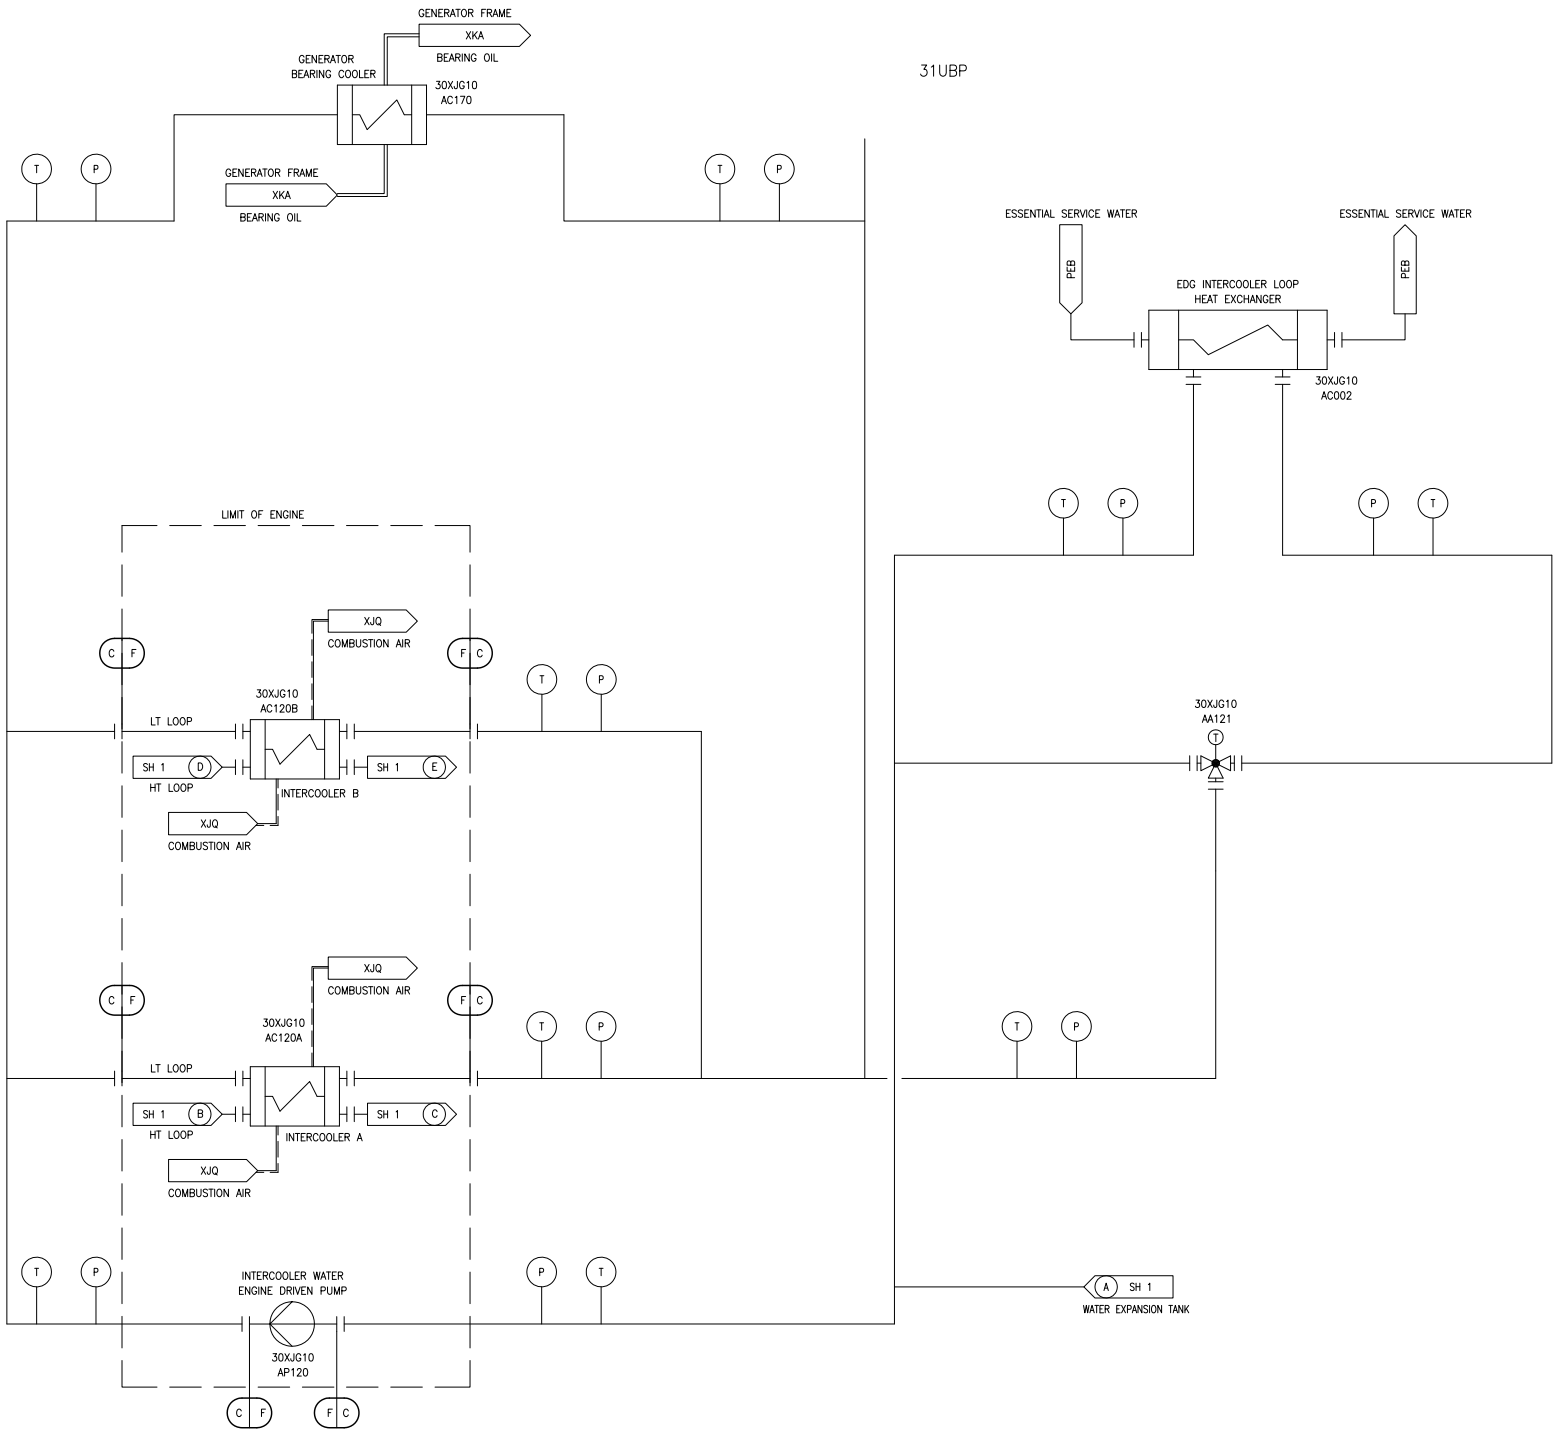 GENERATOR FRAME
XKA
BEARING OIL
GENERATOR
BEARING COOLER
30XJG10
AC170
31UBP
T
P
GENERATOR FRAME
XKA
BEARING OIL
T
P
ESSENTIAL SERVICE WATER
PEB
ESSENTIAL SERVICE WATER
PEB
EDG INTERCOOLER LOOP
HEAT EXCHANGER
30XJG10
AC002
T
P
P
T
LIMIT OF ENGINE
XJQ
COMBUSTION AIR
C F
F C
T
P
30XJG10
AC120B
LT LOOP
SH 1 D
HT LOOP
SH 1 E
INTERCOOLER B
XJQ
COMBUSTION AIR
30XJG10
AA121
T
XJQ
COMBUSTION AIR
C F
F C
T
P
T
P
30XJG10
AC120A
LT LOOP
SH 1 B
HT LOOP
SH 1 C
INTERCOOLER A
XJQ
COMBUSTION AIR
T
P
INTERCOOLER WATER
ENGINE DRIVEN PUMP
P
T
A SH 1
WATER EXPANSION TANK
30XJG10
AP120
C F
F C